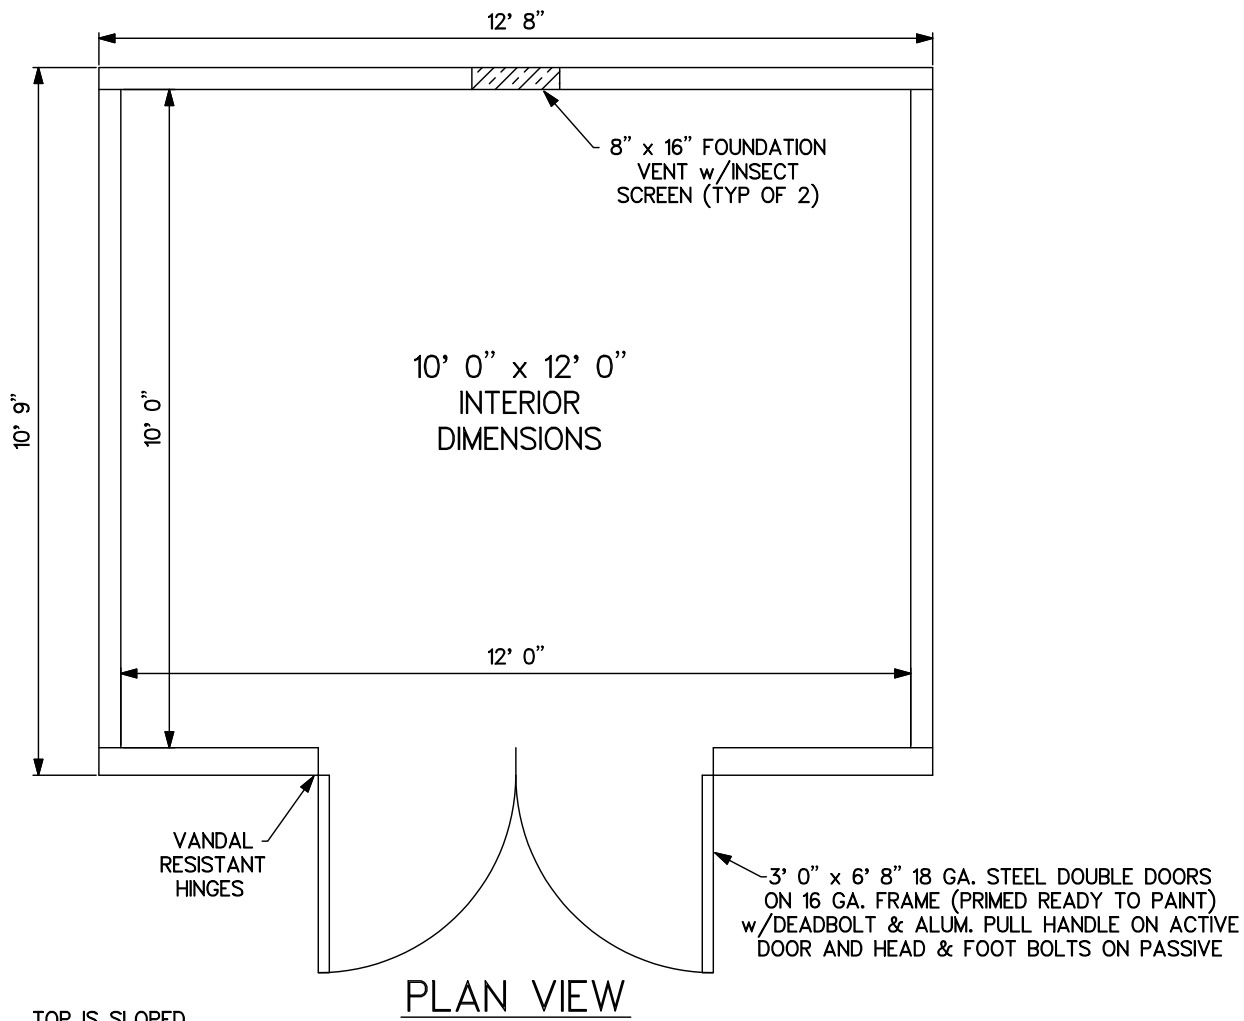 12' 8"
8" x 16" FOUNDATION
VENT w/INSECT
SCREEN (TYP OF 2)
10' 0" x 12' 0"
INTERIOR
DIMENSIONS
10' 9"
10' 0"
12' 0"
VANDAL
RESISTANT
HINGES
3' 0" x 6' 8" 18 GA. STEEL DOUBLE DOORS
ON 16 GA. FRAME (PRIMED READY TO PAINT)
w/DEADBOLT & ALUM. PULL HANDLE ON ACTIVE
DOOR AND HEAD & FOOT BOLTS ON PASSIVE
PLAN VIEW
TOP IS SLOPED